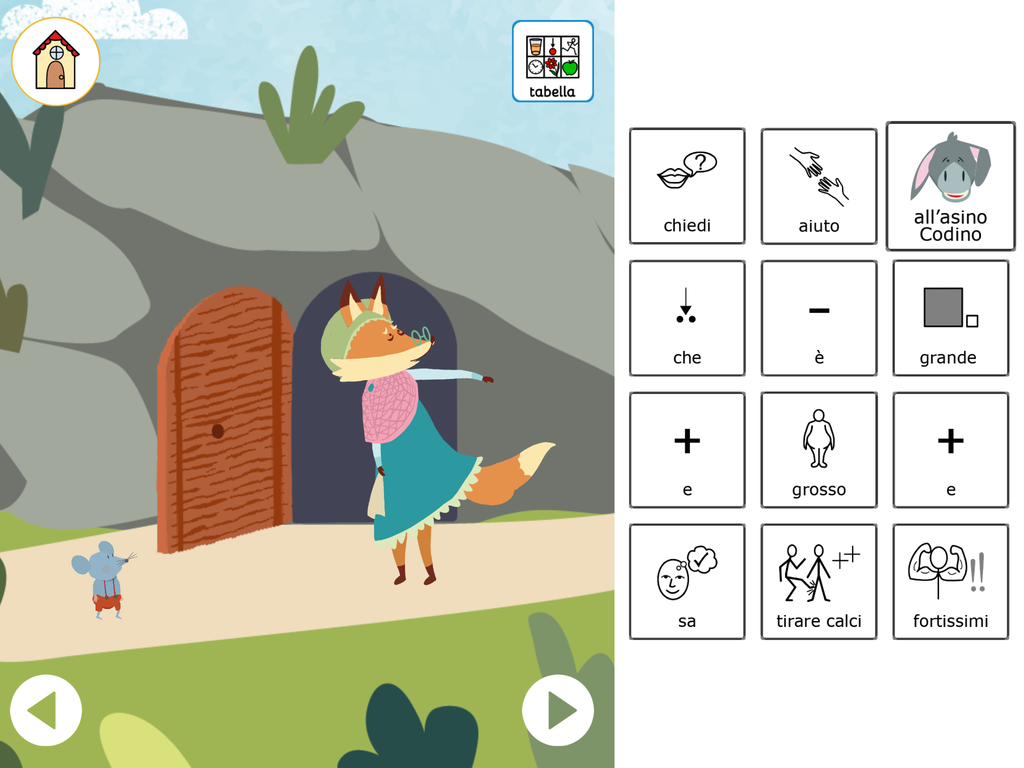 tabella
chiedi
aiuto
all’asino
Codino
che
è
grande
e
grosso
e
sa
tirare calci
fortissimi